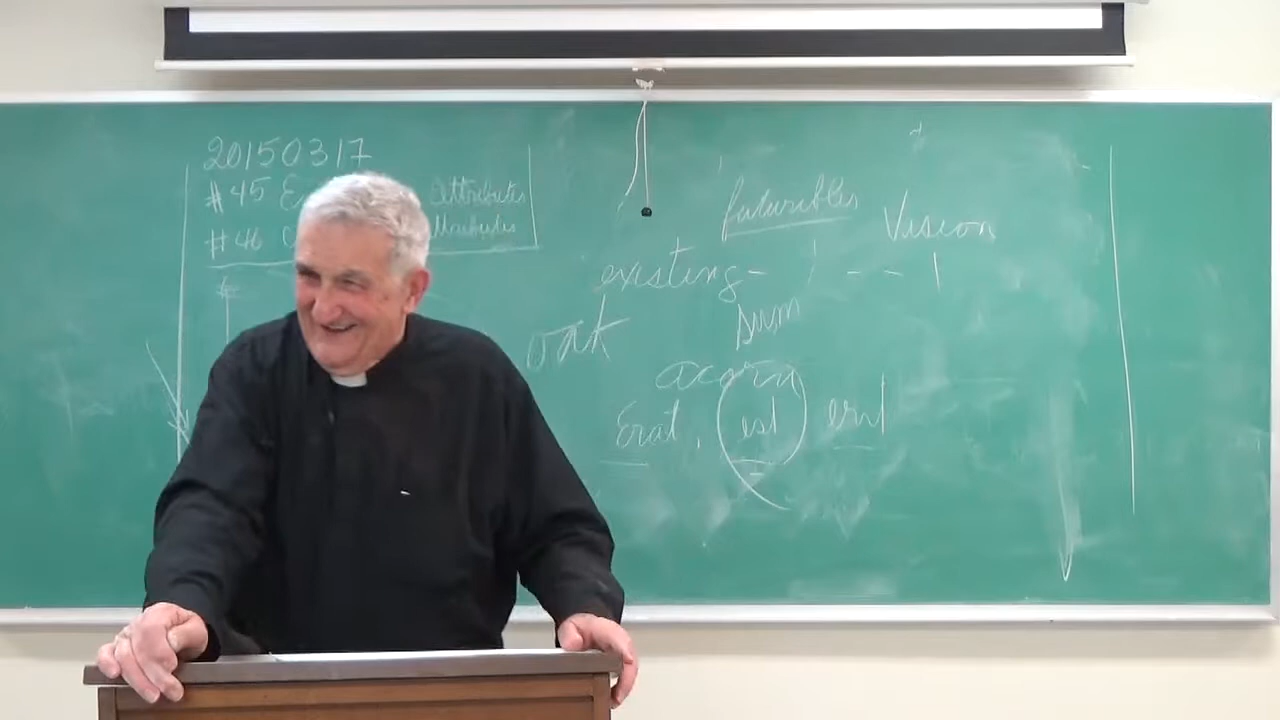 20150317
#45 Attributes
#46
futuribles
Vision
existing -
sum
oak
acorn
Erat, est erit